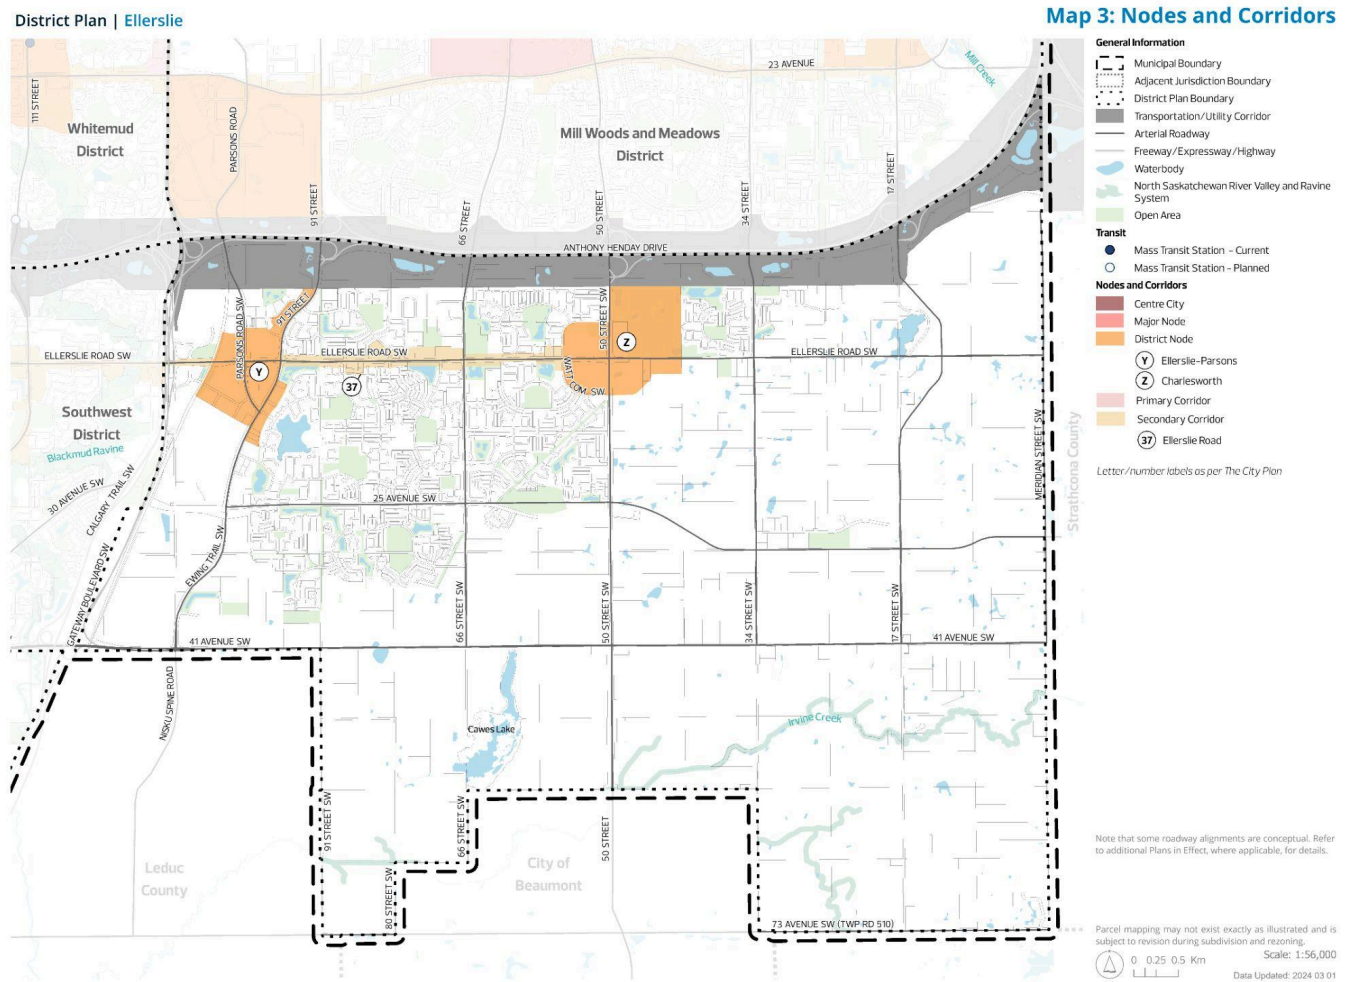 District Plan | Ellerslie
Map 3: Nodes and Corridors
General Information
Municipal Boundary
Adjacent Jurisdiction Boundary
District Plan Boundary
Transportation/Utility Corridor
Arterial Roadway
Freeway/Expressway/Highway
Waterbody
North Saskatchewan River Valley and Ravine
System
Open Area
Transit
Mass Transit Station - Current
Mass Transit Station - Planned
Nodes and Corridors
Centre City
Major Node
District Node
Y Ellerslie-Parsons
Z Charlesworth
Primary Corridor
Secondary Corridor
37 Ellerslie Road
Letter/number labels as per The City Plan
Note that some roadway alignments are conceptual. Refer
to additional Plans in Effect, where applicable, for details.
Parcel mapping may not exist exactly as illustrated and is
subject to revision during subdivision and rezoning.
0 0.25 0.5 Km
Scale: 1:56,000
Data Updated: 2024 03 01
23 AVENUE
Mill Creek
111 STREET
Whitemud
District
PARSONS ROAD
Mill Woods and Meadows
District
91 STREET
66 STREET
50 STREET
34 STREET
17 STREET
ANTHONY HENDAY DRIVE
PARSONS ROAD SW
91 STREET
50 STREET SW
ELLERSLIE ROAD SW
ELLERSLIE ROAD SW
ELLERSLIE ROAD SW
Y
Z
37
WATT COM. SW
Southwest
District
Blackmud Ravine
30 AVENUE SW
CALGARY TRAIL SW
25 AVENUE SW
MERIDIAN STREET SW
Strathcona County
GATEWAY BOULEVARD SW
EWING TRAIL SW
66 STREET SW
50 STREET SW
34 STREET SW
17 STREET SW
41 AVENUE SW
41 AVENUE SW
NISKU SPINE ROAD
Cawes Lake
Irvine Creek
91 STREET SW
66 STREET SW
50 STREET
Leduc
County
80 STREET SW
City of
Beaumont
73 AVENUE SW (TWP RD 510)